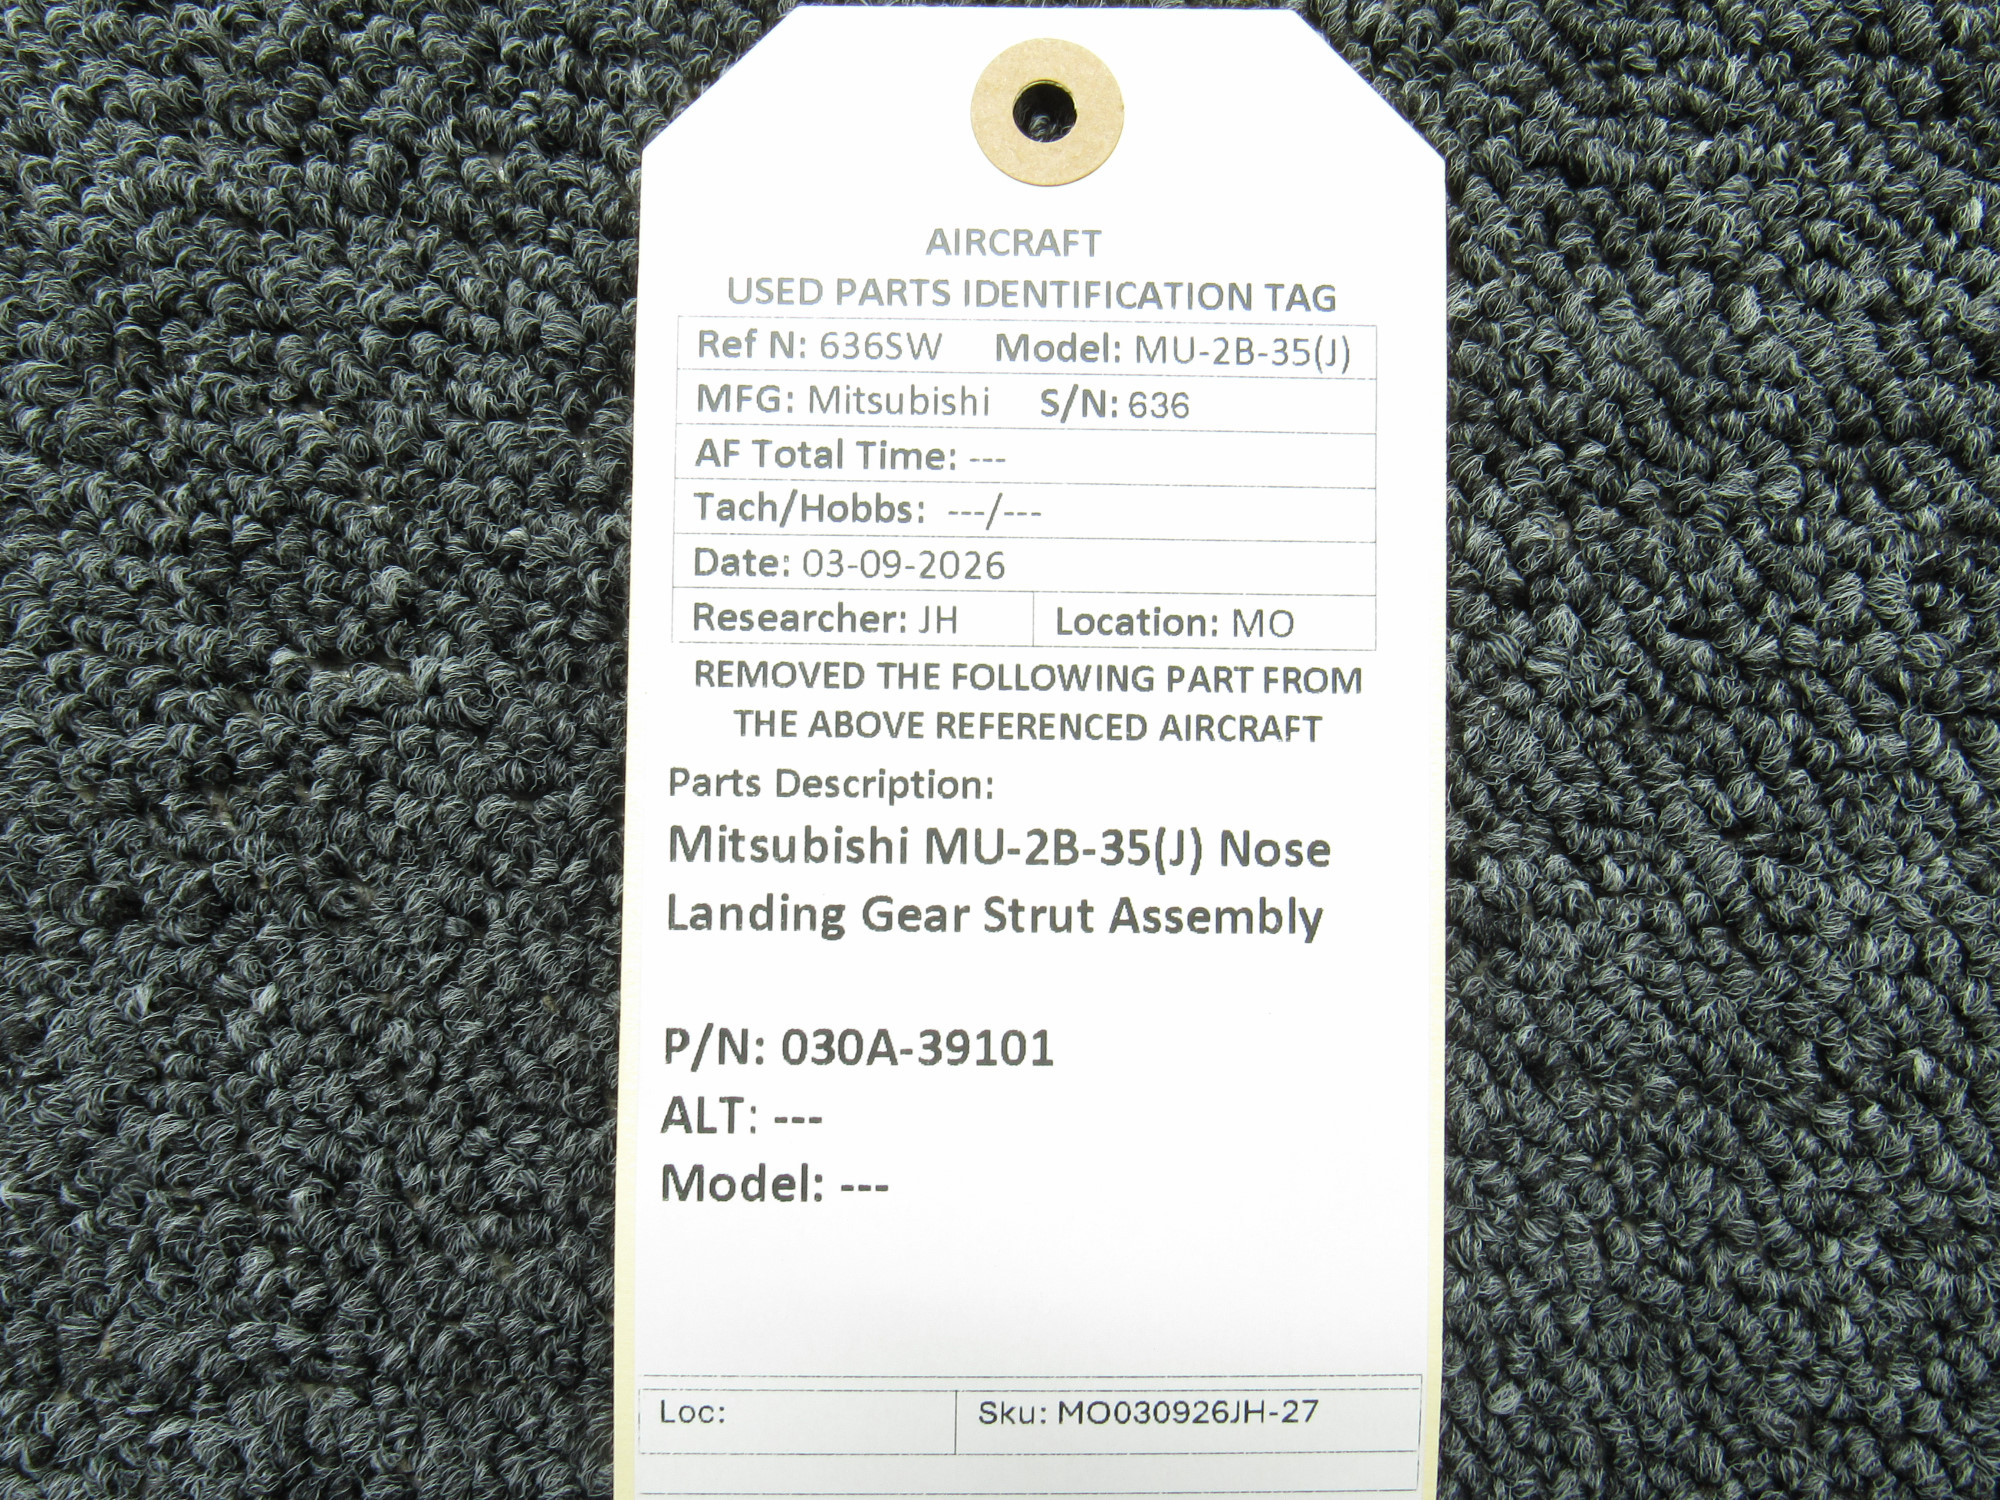 AIRCRAFT
USED PARTS IDENTIFICATION TAG
Ref N: 636SW Model: MU-2B-35(J)
MFG: Mitsubishi S/N: 636
AF Total Time: ---
Tach/Hobbs: ---/---
Date: 03-09-2026
Researcher: JH Location: MO
REMOVED THE FOLLOWING PART FROM
THE ABOVE REFERENCED AIRCRAFT
Parts Description:
Mitsubishi MU-2B-35(J) Nose
Landing Gear Strut Assembly
P/N: 030A-39101
ALT: ---
Model: ---
Loc: Sku: MO030926JH-27